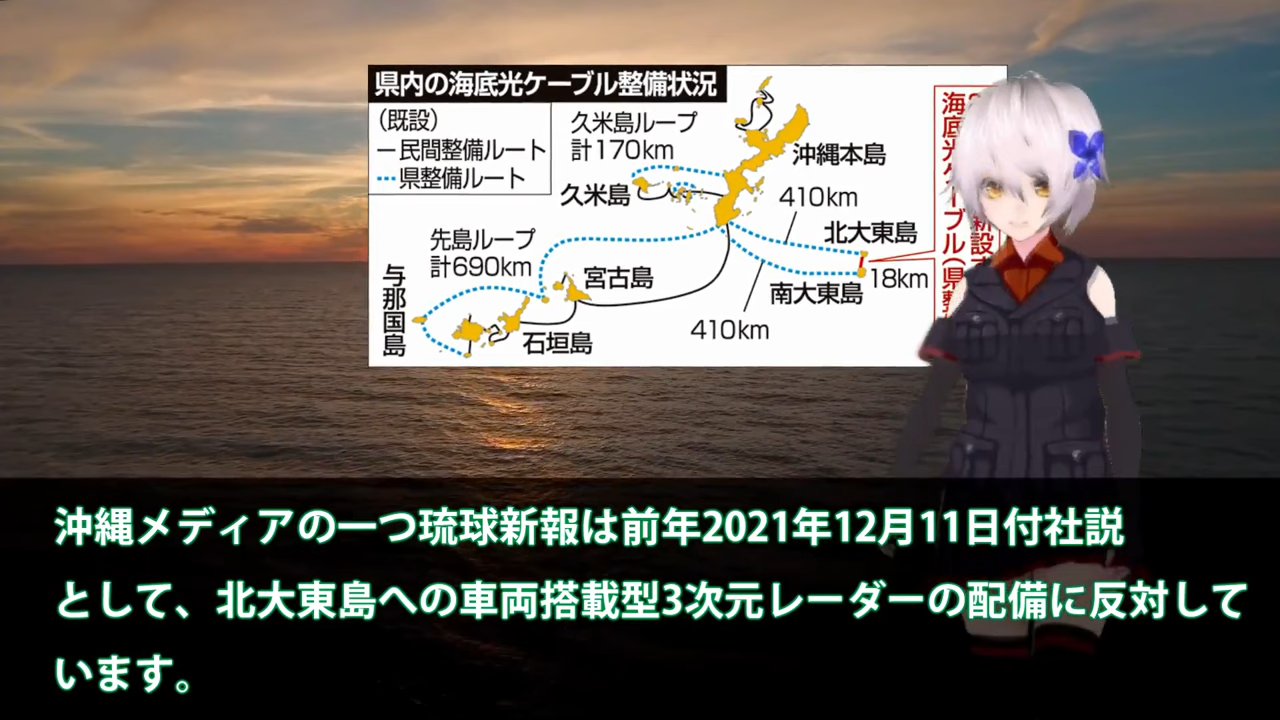 県内の海底光ケーブル整備状況
(既設)
民間整備ルート
県整備ルート
久米島ループ
計170km
沖縄本島
久米島
410km
北大東島
先島ループ
計690km
宮古島
18km
南大東島
与那国島
410km
石垣島
海底光ケーブル(県整
新設
沖縄メディアの一つ琉球新報は前年2021年12月11日付社説
として、北大東島への車両搭載型3次元レーダーの配備に反対して
います。